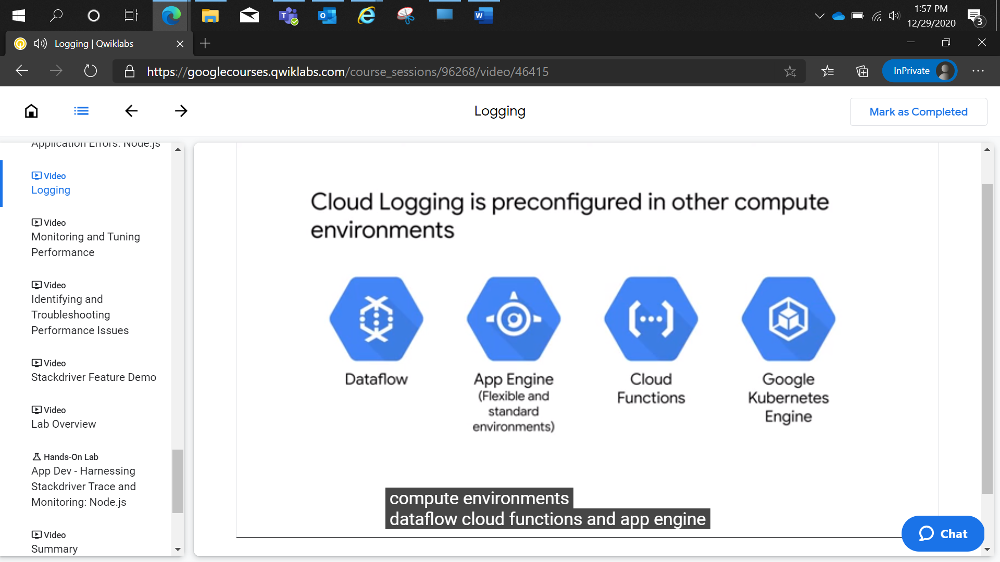 1:57 PM
12/29/2020
3
Logging | Qwiklabs
https://googlecourses.qwiklabs.com/course_sessions/96268/video/46415
InPrivate
Logging
Mark as Completed
Application Errors: Node.js
Video
Logging
Video
Monitoring and Tuning
Performance
Video
Identifying and
Troubleshooting
Performance Issues
Video
Stackdriver Feature Demo
Video
Lab Overview
Hands-On Lab
App Dev - Harnessing
Stackdriver Trace and
Monitoring: Node.js
Video
Summary
Cloud Logging is preconfigured in other compute
environments
Dataflow
App Engine
(Flexible and
standard
environments)
Cloud
Functions
Google
Kubernetes
Engine
compute environments
dataflow cloud functions and app engine
Chat